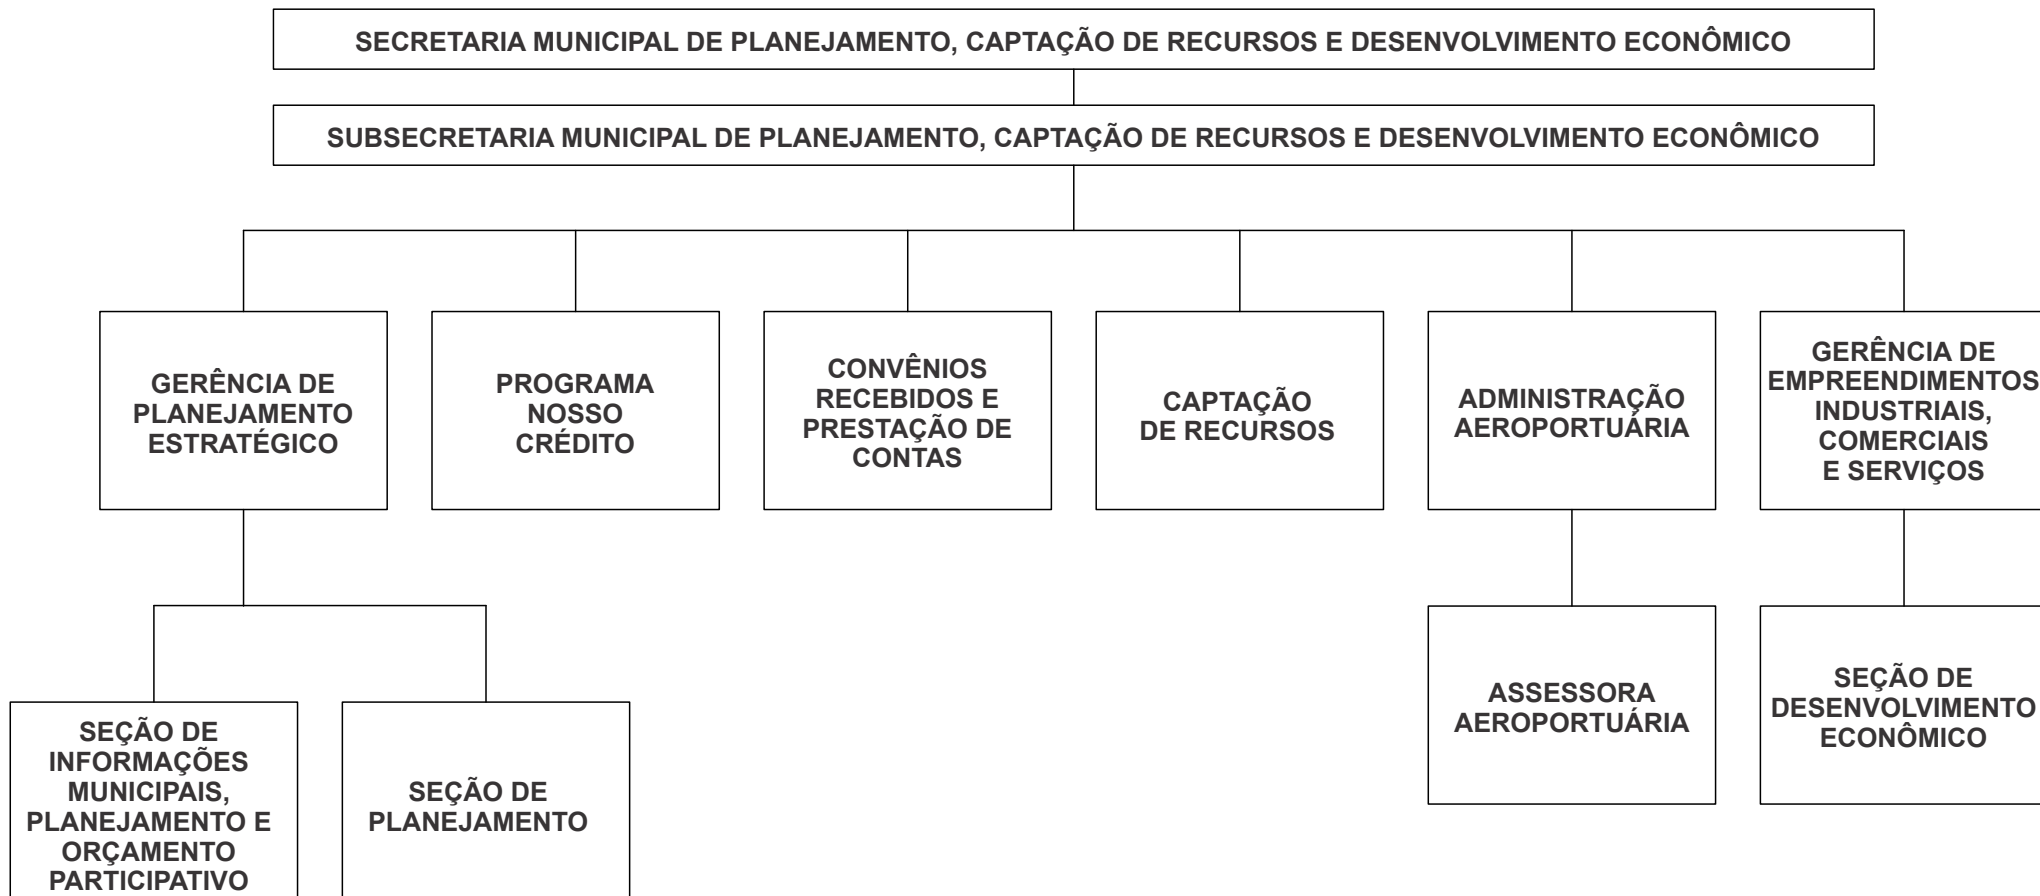 SECRETARIA MUNICIPAL DE PLANEJAMENTO, CAPTAÇÃO DE RECURSOS E DESENVOLVIMENTO ECONÔMICO
SUBSECRETARIA MUNICIPAL DE PLANEJAMENTO, CAPTAÇÃO DE RECURSOS E DESENVOLVIMENTO ECONÔMICO
GERÊNCIA DE
PLANEJAMENTO
ESTRATÉGICO
PROGRAMA
NOSSO
CRÉDITO
CONVÊNIOS
RECEBIDOS E
PRESTAÇÃO DE
CONTAS
CAPTAÇÃO
DE RECURSOS
ADMINISTRAÇÃO
AEROPORTUÁRIA
GERÊNCIA DE
EMPREENDIMENTOS
INDUSTRIAIS,
COMERCIAIS
E SERVIÇOS
SEÇÃO DE
INFORMAÇÕES
MUNICIPAIS,
PLANEJAMENTO E
ORÇAMENTO
PARTICIPATIVO
SEÇÃO DE
PLANEJAMENTO
ASSESSORA
AEROPORTUÁRIA
SEÇÃO DE
DESENVOLVIMENTO
ECONÔMICO